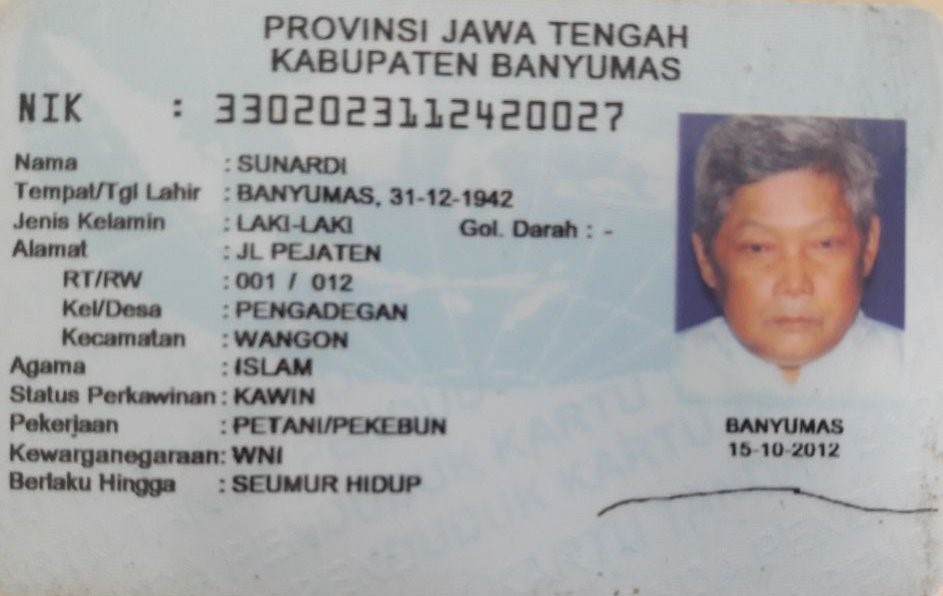 PROVINSI JAWA TENGAH
KABUPATEN BANYUMAS
NIK : 3302023112420027
Nama : SUNARDI
Tempat/Tgl Lahir : BANYUMAS, 31-12-1942
Jenis Kelamin : LAKI-LAKI Gol. Darah : -
Alamat : JL PEJATEN
RT/RW : 001 / 012
Kel/Desa : PENGADEGAN
Kecamatan : WANGON
Agama : ISLAM
Status Perkawinan : KAWIN
Pekerjaan : PETANI/PEKEBUN
Kewarganegaraan: WNI
Berlaku Hingga : SEUMUR HIDUP
BANYUMAS
15-10-2012